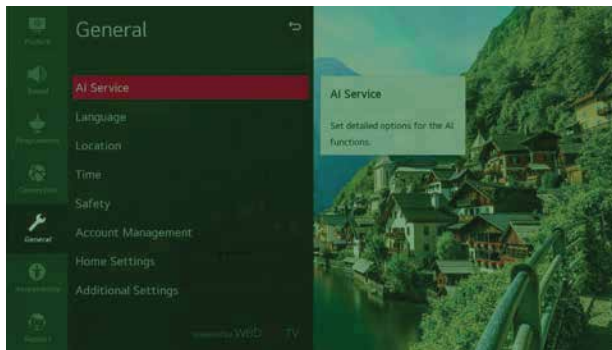 General
AI Service
Language
Location
Time
Safety
Account Management
Home Settings
Additional Settings
AI Service
Set detailed options for the AI
functions.
Sound
General
TV